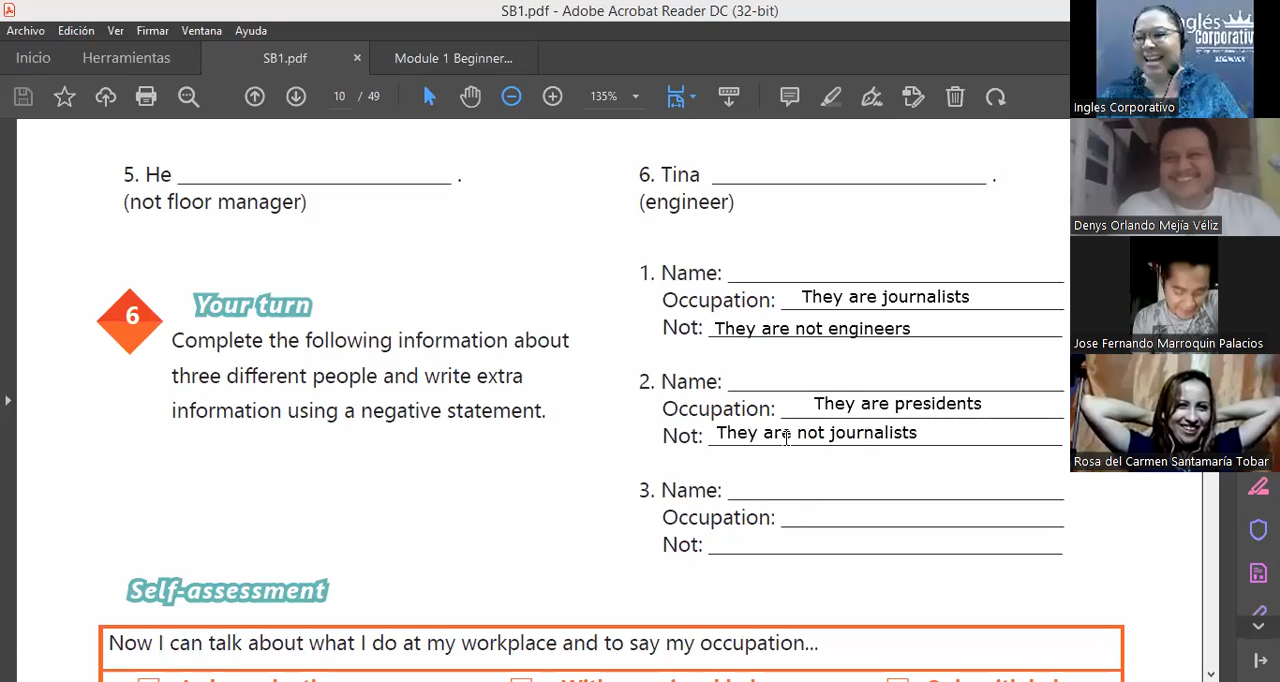 SB1.pdf - Adobe Acrobat Reader DC (32-bit)
Archivo Edición Ver Firmar Ventana Ayuda
Inicio Herramientas SB1.pdf × Module 1 Beginner...
10 / 49 135%
5. He ______ .
(not floor manager)
6. Tina ______ .
(engineer)
6
Your turn
Complete the following information about
three different people and write extra
information using a negative statement.
1. Name:
Occupation: They are journalists
Not: They are not engineers
2. Name:
Occupation: They are presidents
Not: They are not journalists
3. Name:
Occupation:
Not:
Self-assessment
Now I can talk about what I do at my workplace and to say my occupation...
Inglés
Corporativo
Ingles Corporativo
Denys Orlando Mejía Véliz
Jose Fernando Marroquin Palacios
Rosa del Carmen Santamaría Tobar